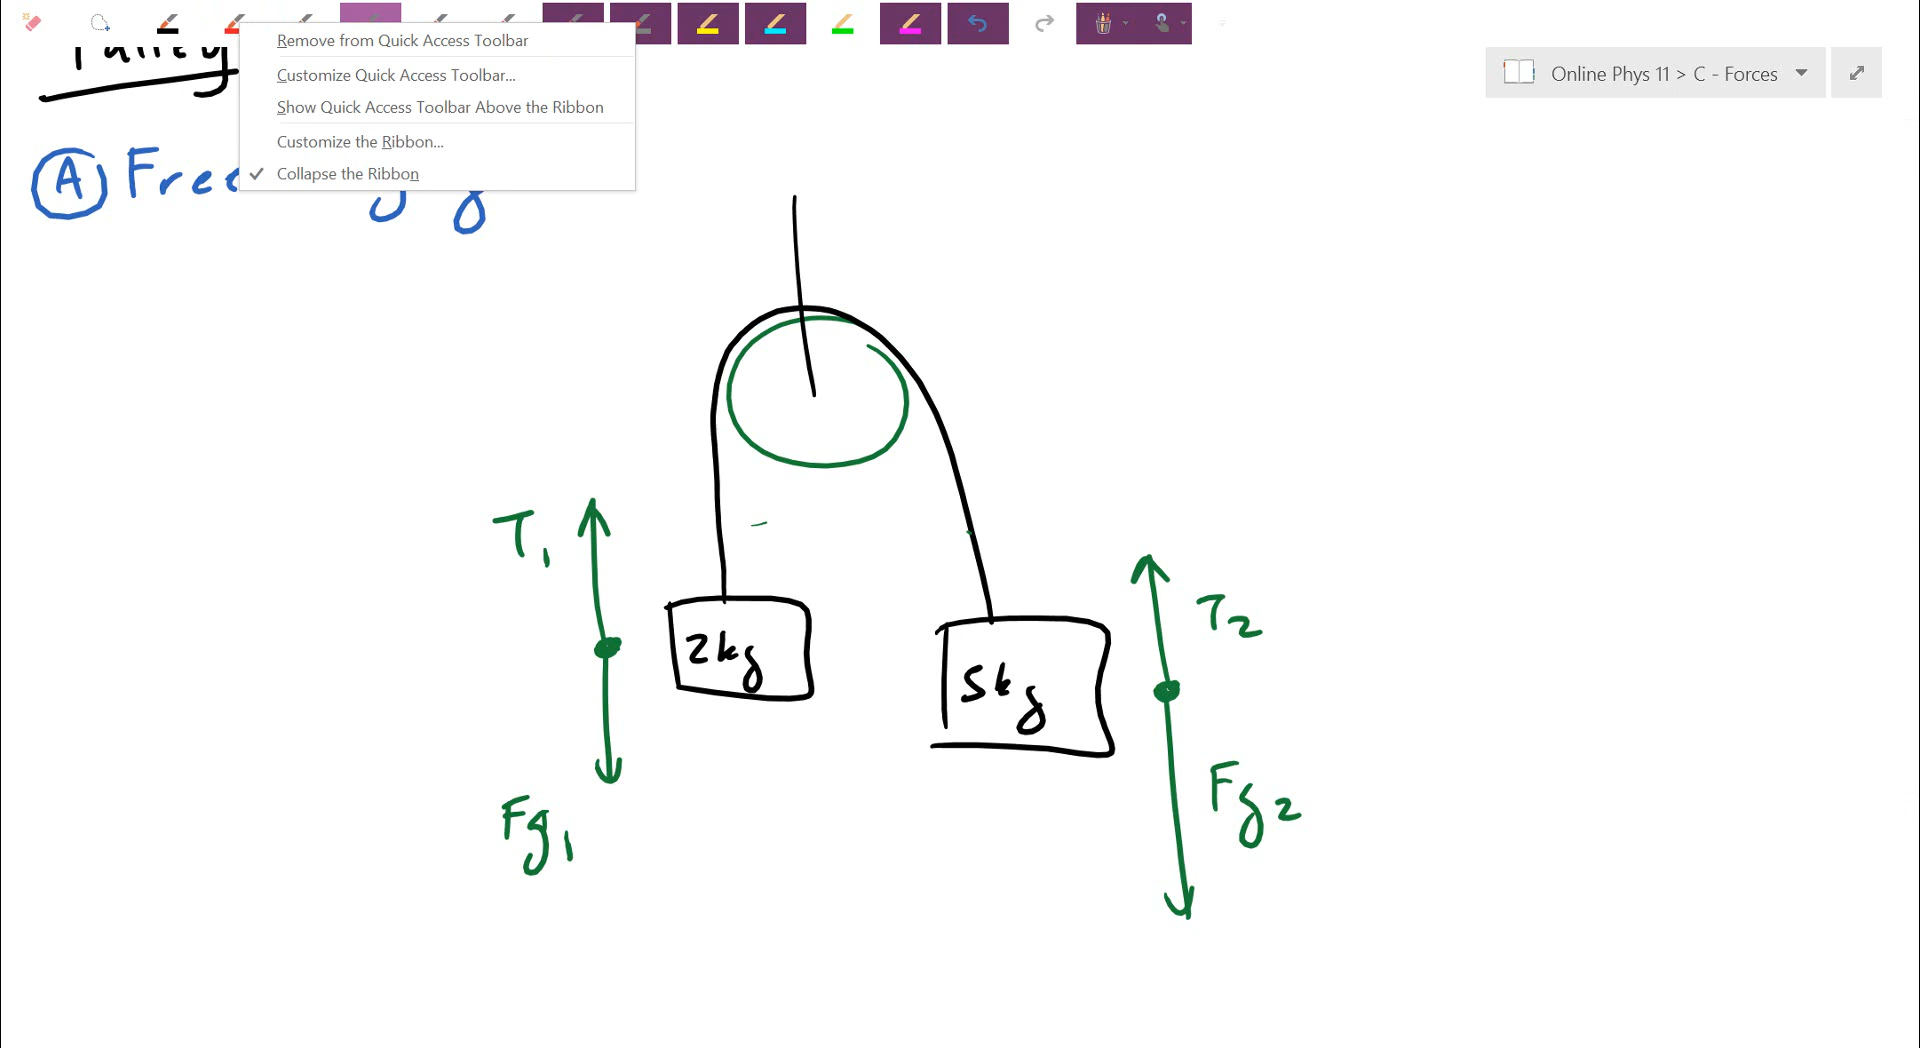 Remove from Quick Access Toolbar
Customize Quick Access Toolbar...
Show Quick Access Toolbar Above the Ribbon
Customize the Ribbon...
Collapse the Ribbon
Online Phys 11 > C - Forces
A Free
T1
T2
2kg
5kg
Fg1
Fg2